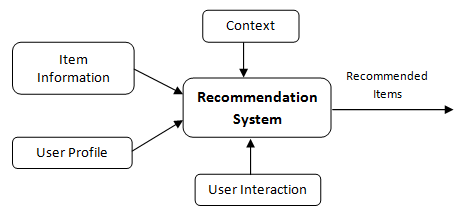 Context
Item
Information
Recommendation
System
Recommended
Items
User Profile
User Interaction